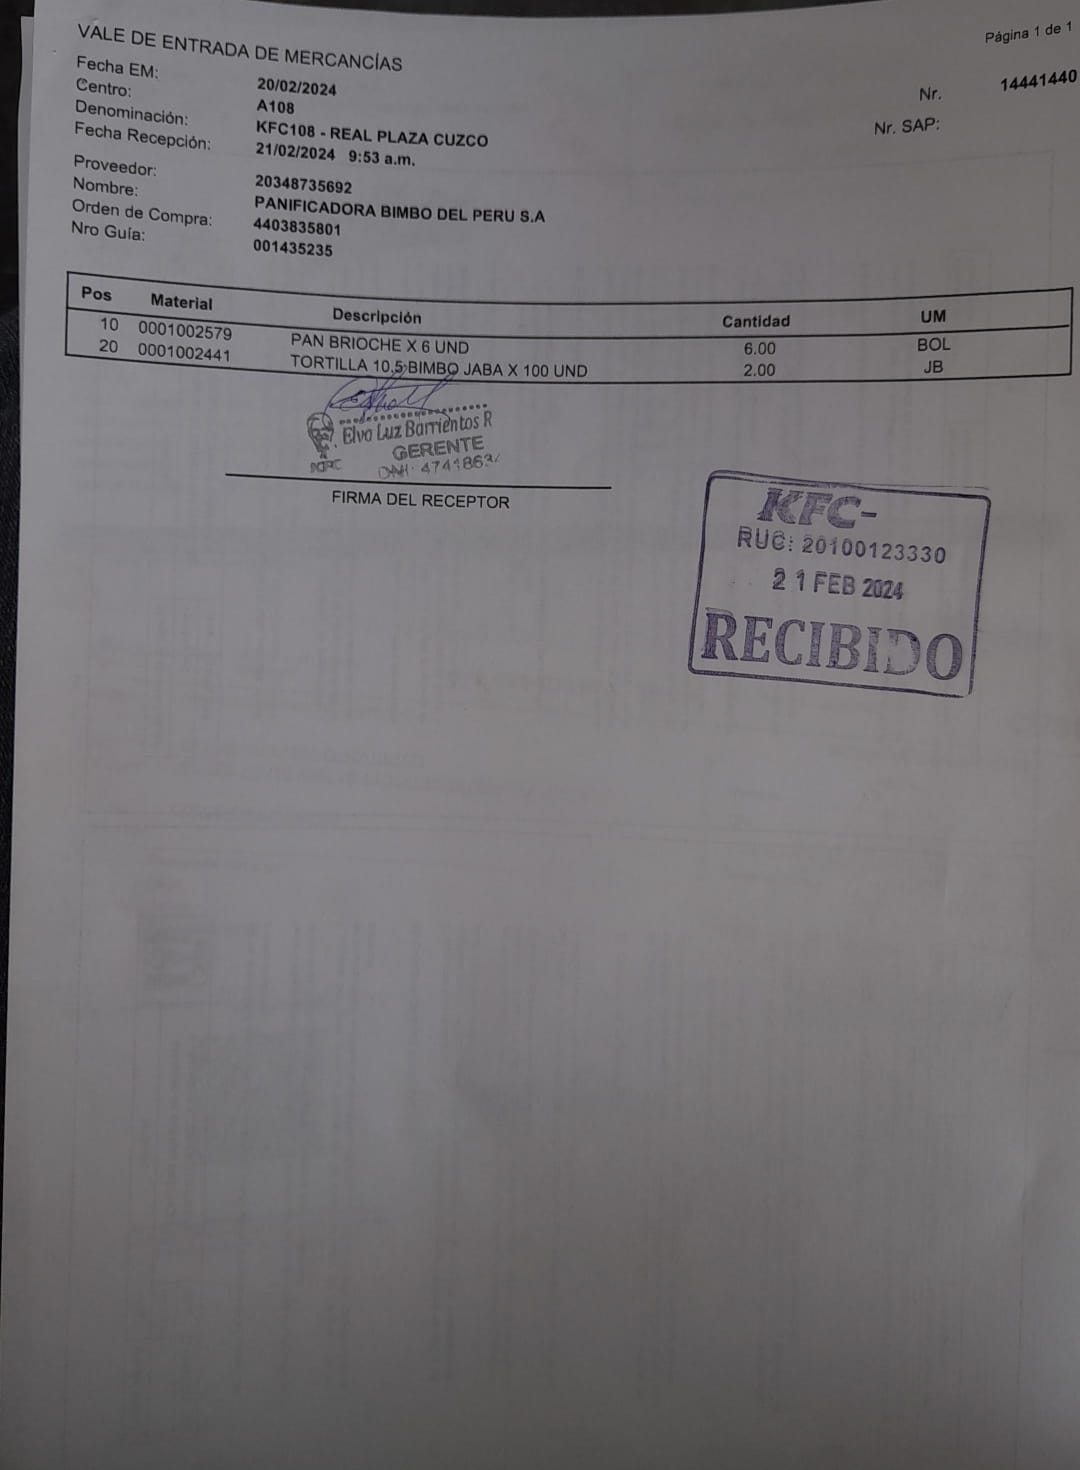 Página 1 de 1
VALE DE ENTRADA DE MERCANCÍAS
Nr. 14441440
Nr. SAP:
Fecha EM: 20/02/2024
Centro: A108
Denominación: KFC108 - REAL PLAZA CUZCO
Fecha Recepción: 21/02/2024 9:53 a.m.
Proveedor: 20348735692
Nombre: PANIFICADORA BIMBO DEL PERU S.A
Orden de Compra: 4403835801
Nro Guía: 001435235
Pos Material Descripción Cantidad UM
10 0001002579 PAN BRIOCHE X 6 UND 6.00 BOL
20 0001002441 TORTILLA 10.5 BIMBO JABA X 100 UND 2.00 JB
Elva Luz Barrientos R
GERENTE
FIRMA DEL RECEPTOR
KFC-
RUC: 20100123330
21 FEB 2024
RECIBIDO